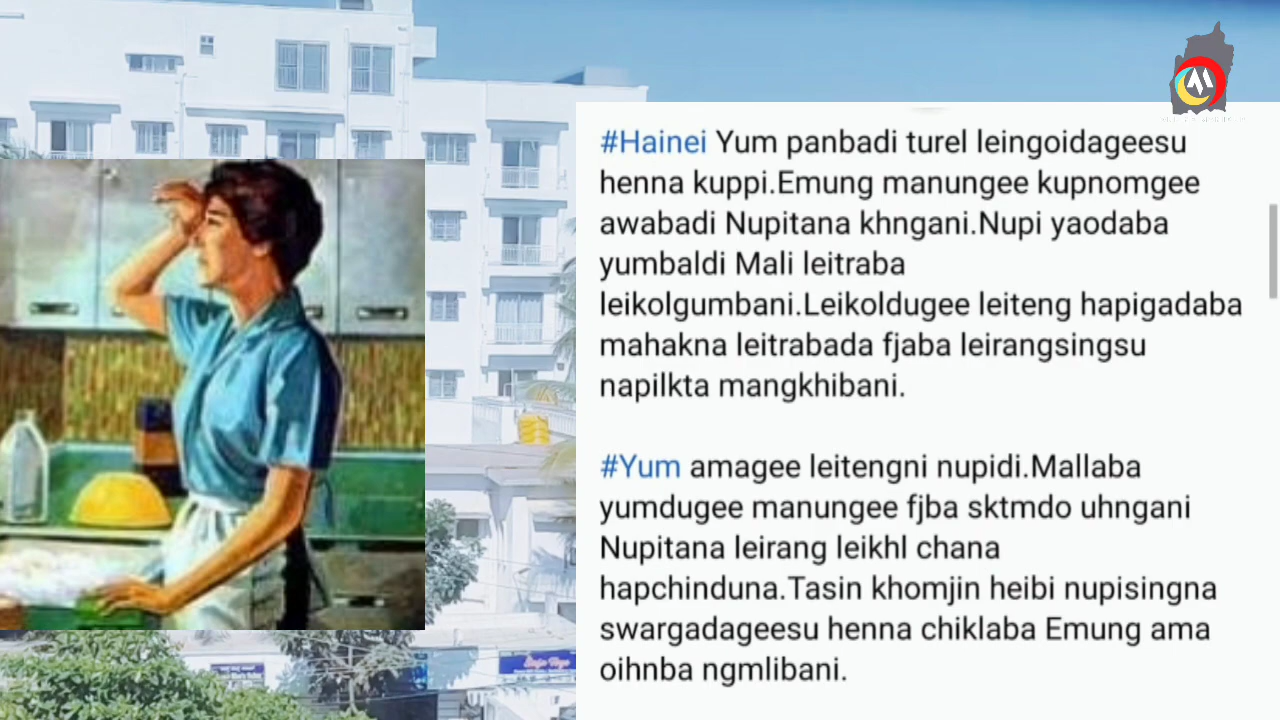 #Hainei Yum panbadi turel leingoidageesu
henna kuppi.Emung manungee kupnomgee
awabadi Nupitana khngani.Nupi yaodaba
yumbaldi Mali leitraba
leikolgumbani.Leikoldugee leiteng hapigadaba
mahakna leitrabada fjaba leirangsingsu
napilkta mangkhibani.
#Yum amagee leitengni nupidi.Mallaba
yumdugee manungee fjba sktmdo uhngani
Nupitana leirang leikhl chana
hapchinduna.Tasin khomjin heibi nupisingna
swargadageesu henna chiklaba Emung ama
oihnba ngmlibani.